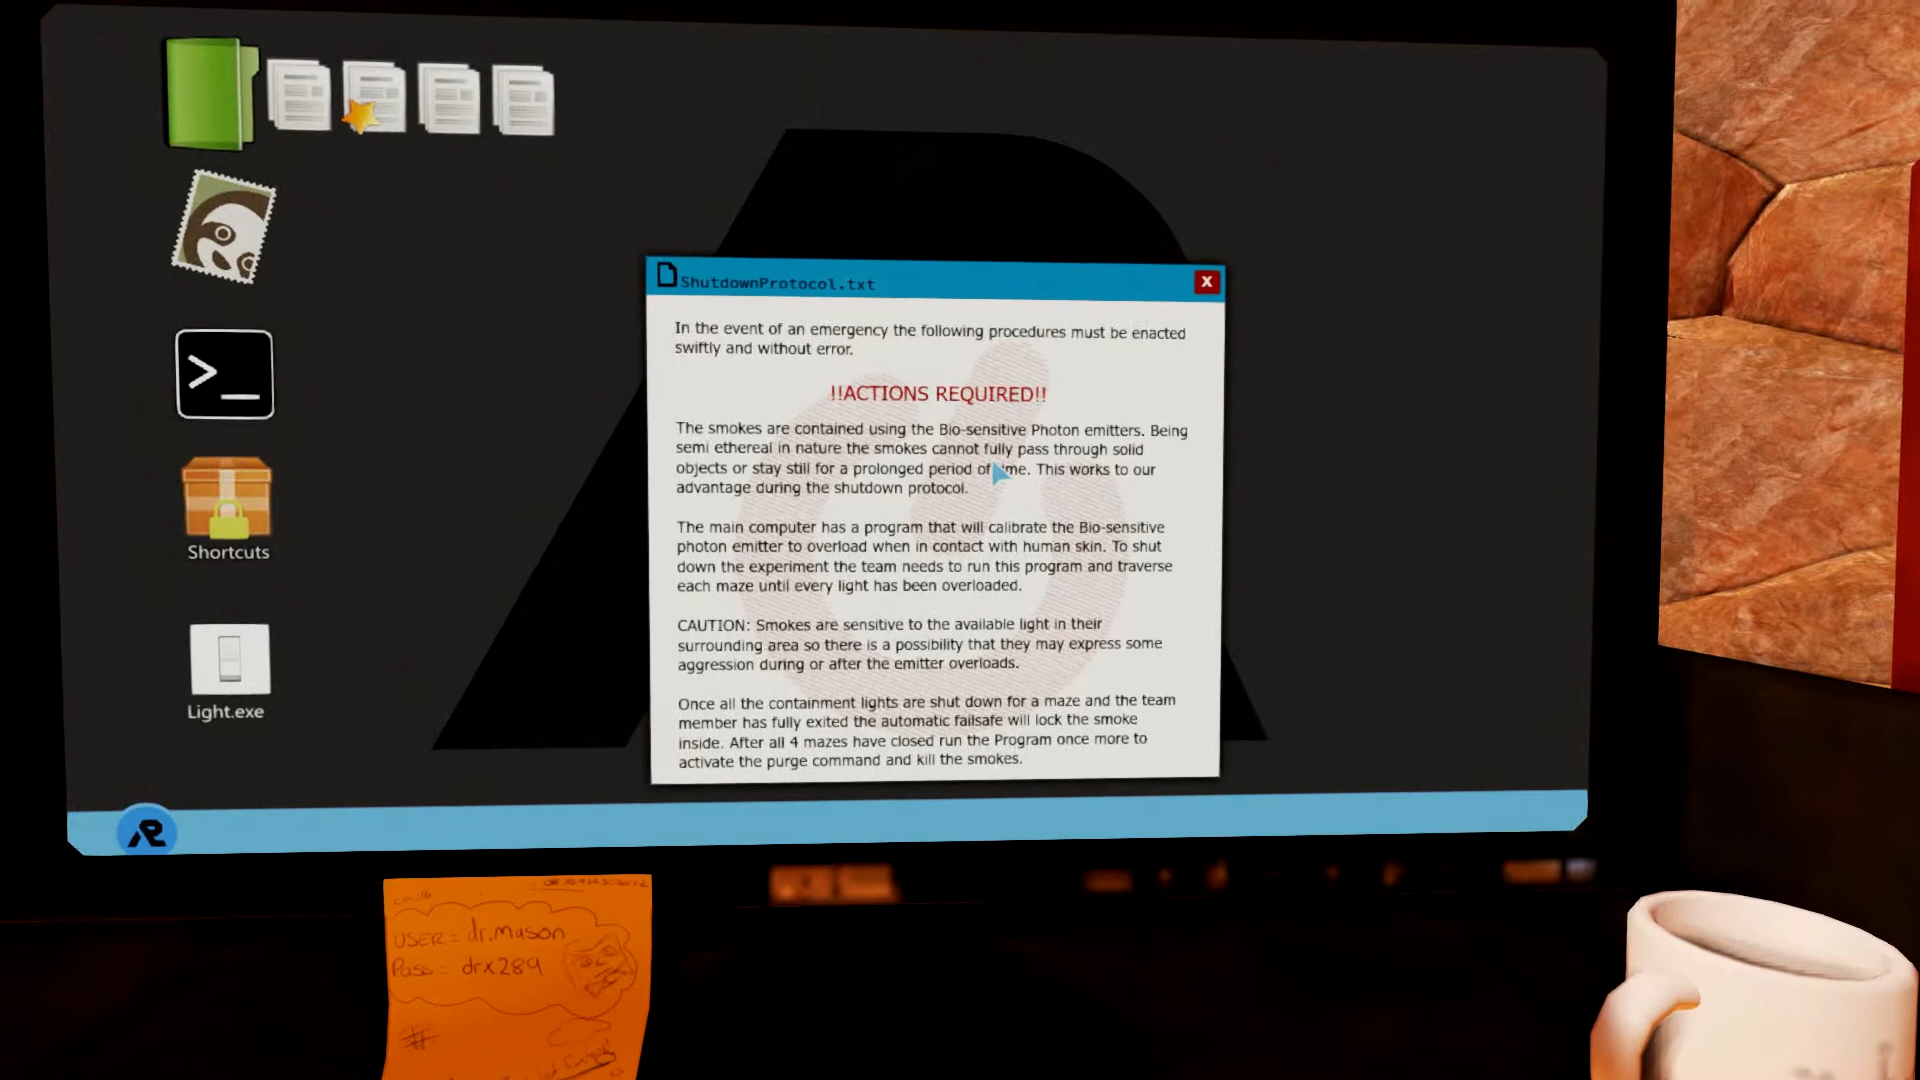 ShutdownProtocol.txt
X
In the event of an emergency the following procedures must be enacted
swiftly and without error.
!!ACTIONS REQUIRED!!
The smokes are contained using the Bio-sensitive Photon emitters. Being
semi ethereal in nature the smokes cannot fully pass through solid
objects or stay still for a prolonged period of time. This works to our
advantage during the shutdown protocol.
The main computer has a program that will calibrate the Bio-sensitive
photon emitter to overload when in contact with human skin. To shut
down the experiment the team needs to run this program and traverse
each maze until every light has been overloaded.
CAUTION: Smokes are sensitive to the available light in their
surrounding area so there is a possibility that they may express some
aggression during or after the emitter overloads.
Once all the containment lights are shut down for a maze and the team
member has fully exited the automatic failsafe will lock the smoke
inside. After all 4 mazes have closed run the Program once more to
activate the purge command and kill the smokes.
>_
Shortcuts
Light.exe
USER = dr.mason
Pass = drx289
#